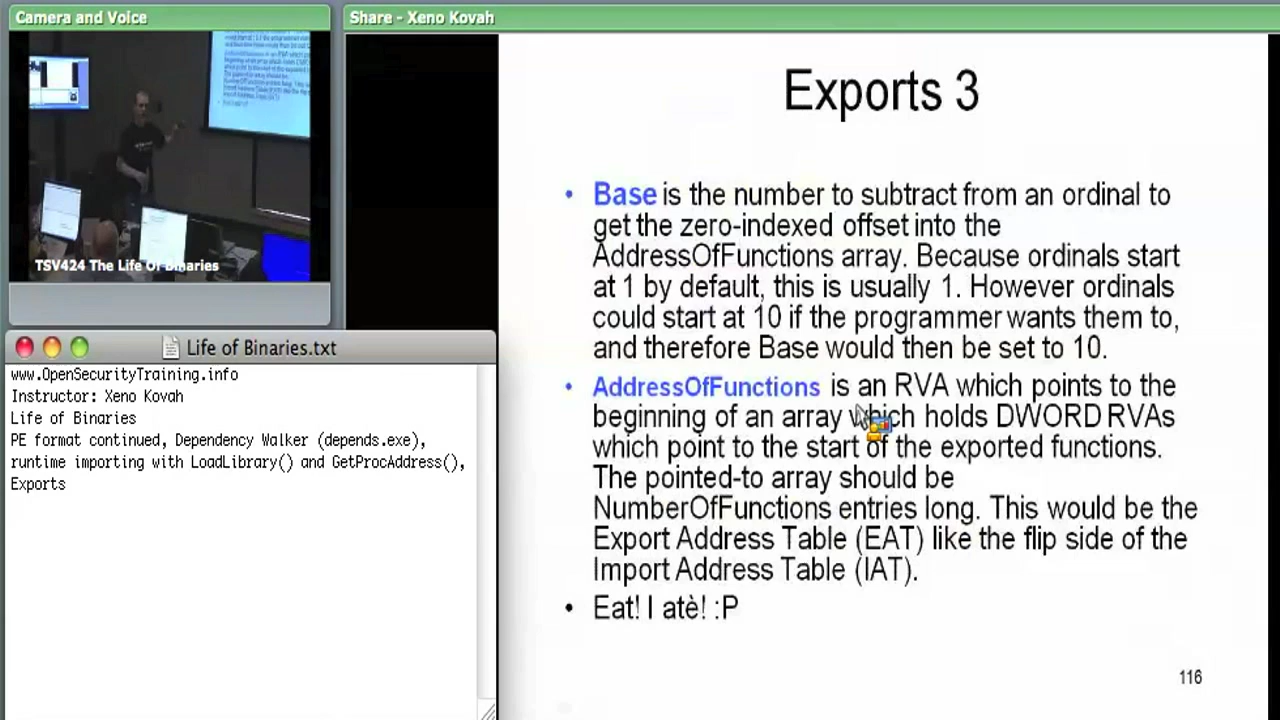 Camera and Voice
Share - Xeno Kovah
TSV424 The Life Of Binaries
Life of Binaries.txt
www.OpenSecurityTraining.info
Instructor: Xeno Kovah
Life of Binaries
PE format continued, Dependency Walker (depends.exe),
runtime importing with LoadLibrary() and GetProcAddress(),
Exports
Exports 3
• Base is the number to subtract from an ordinal to
get the zero-indexed offset into the
AddressOfFunctions array. Because ordinals start
at 1 by default, this is usually 1. However ordinals
could start at 10 if the programmer wants them to,
and therefore Base would then be set to 10.
• AddressOfFunctions is an RVA which points to the
beginning of an array which holds DWORD RVAs
which point to the start of the exported functions.
The pointed-to array should be
NumberOfFunctions entries long. This would be the
Export Address Table (EAT) like the flip side of the
Import Address Table (IAT).
• Eat! I atè! :P
116